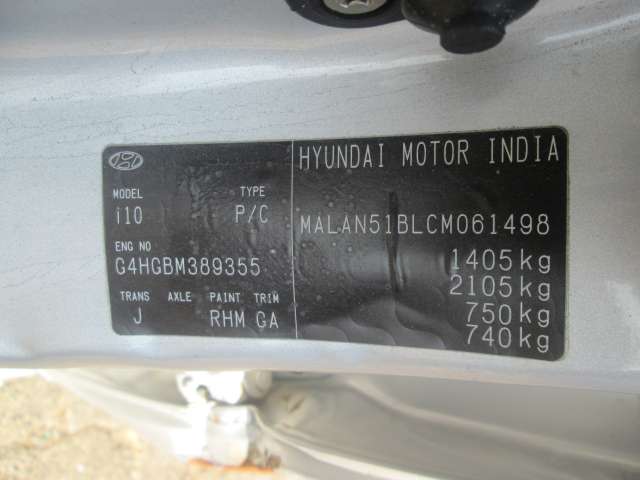 HYUNDAI MOTOR INDIA
MODEL TYPE
i10 P/C
MALAN51BLCM061498
ENG NO
G4HGBM389355
1405kg
2105kg
TRANS AXLE PAINT TRIM
J RHM GA
750kg
740kg